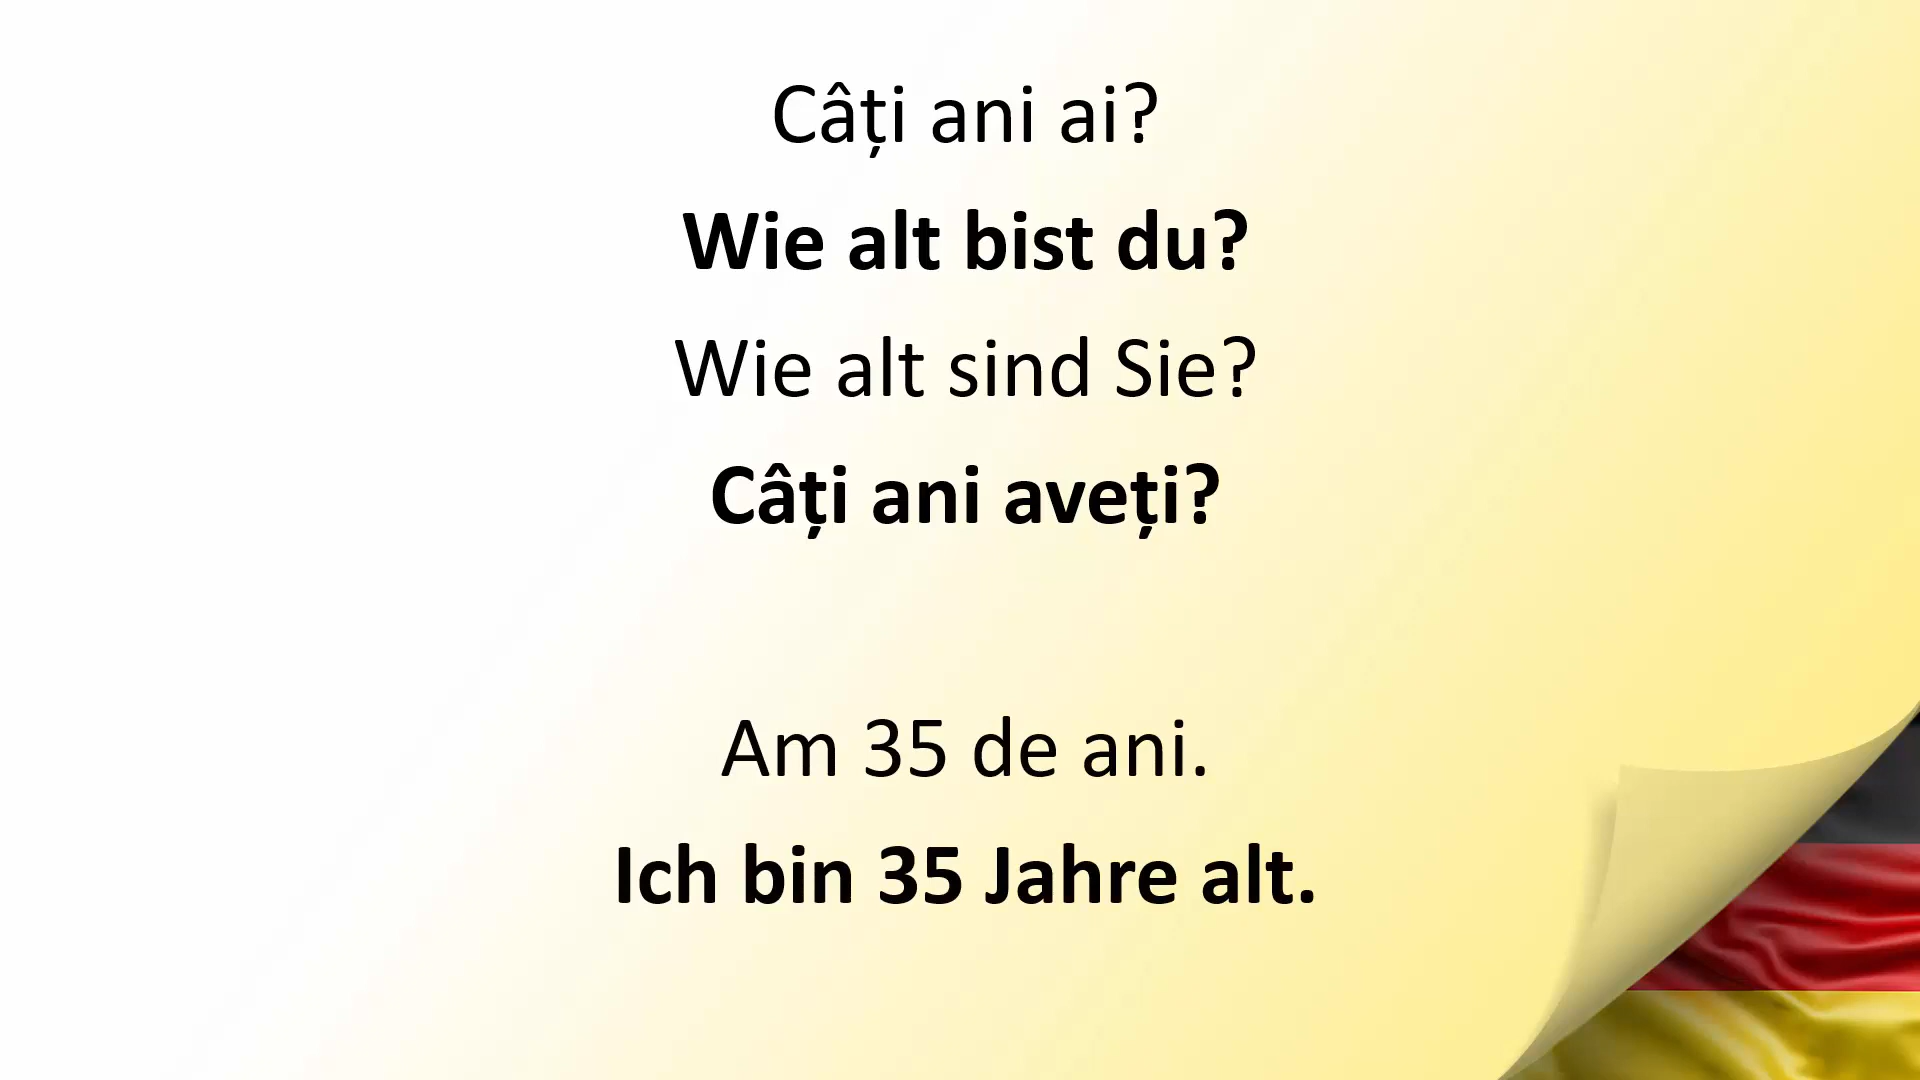 Câți ani ai?
Wie alt bist du?
Wie alt sind Sie?
Câți ani aveți?
Am 35 de ani.
Ich bin 35 Jahre alt.